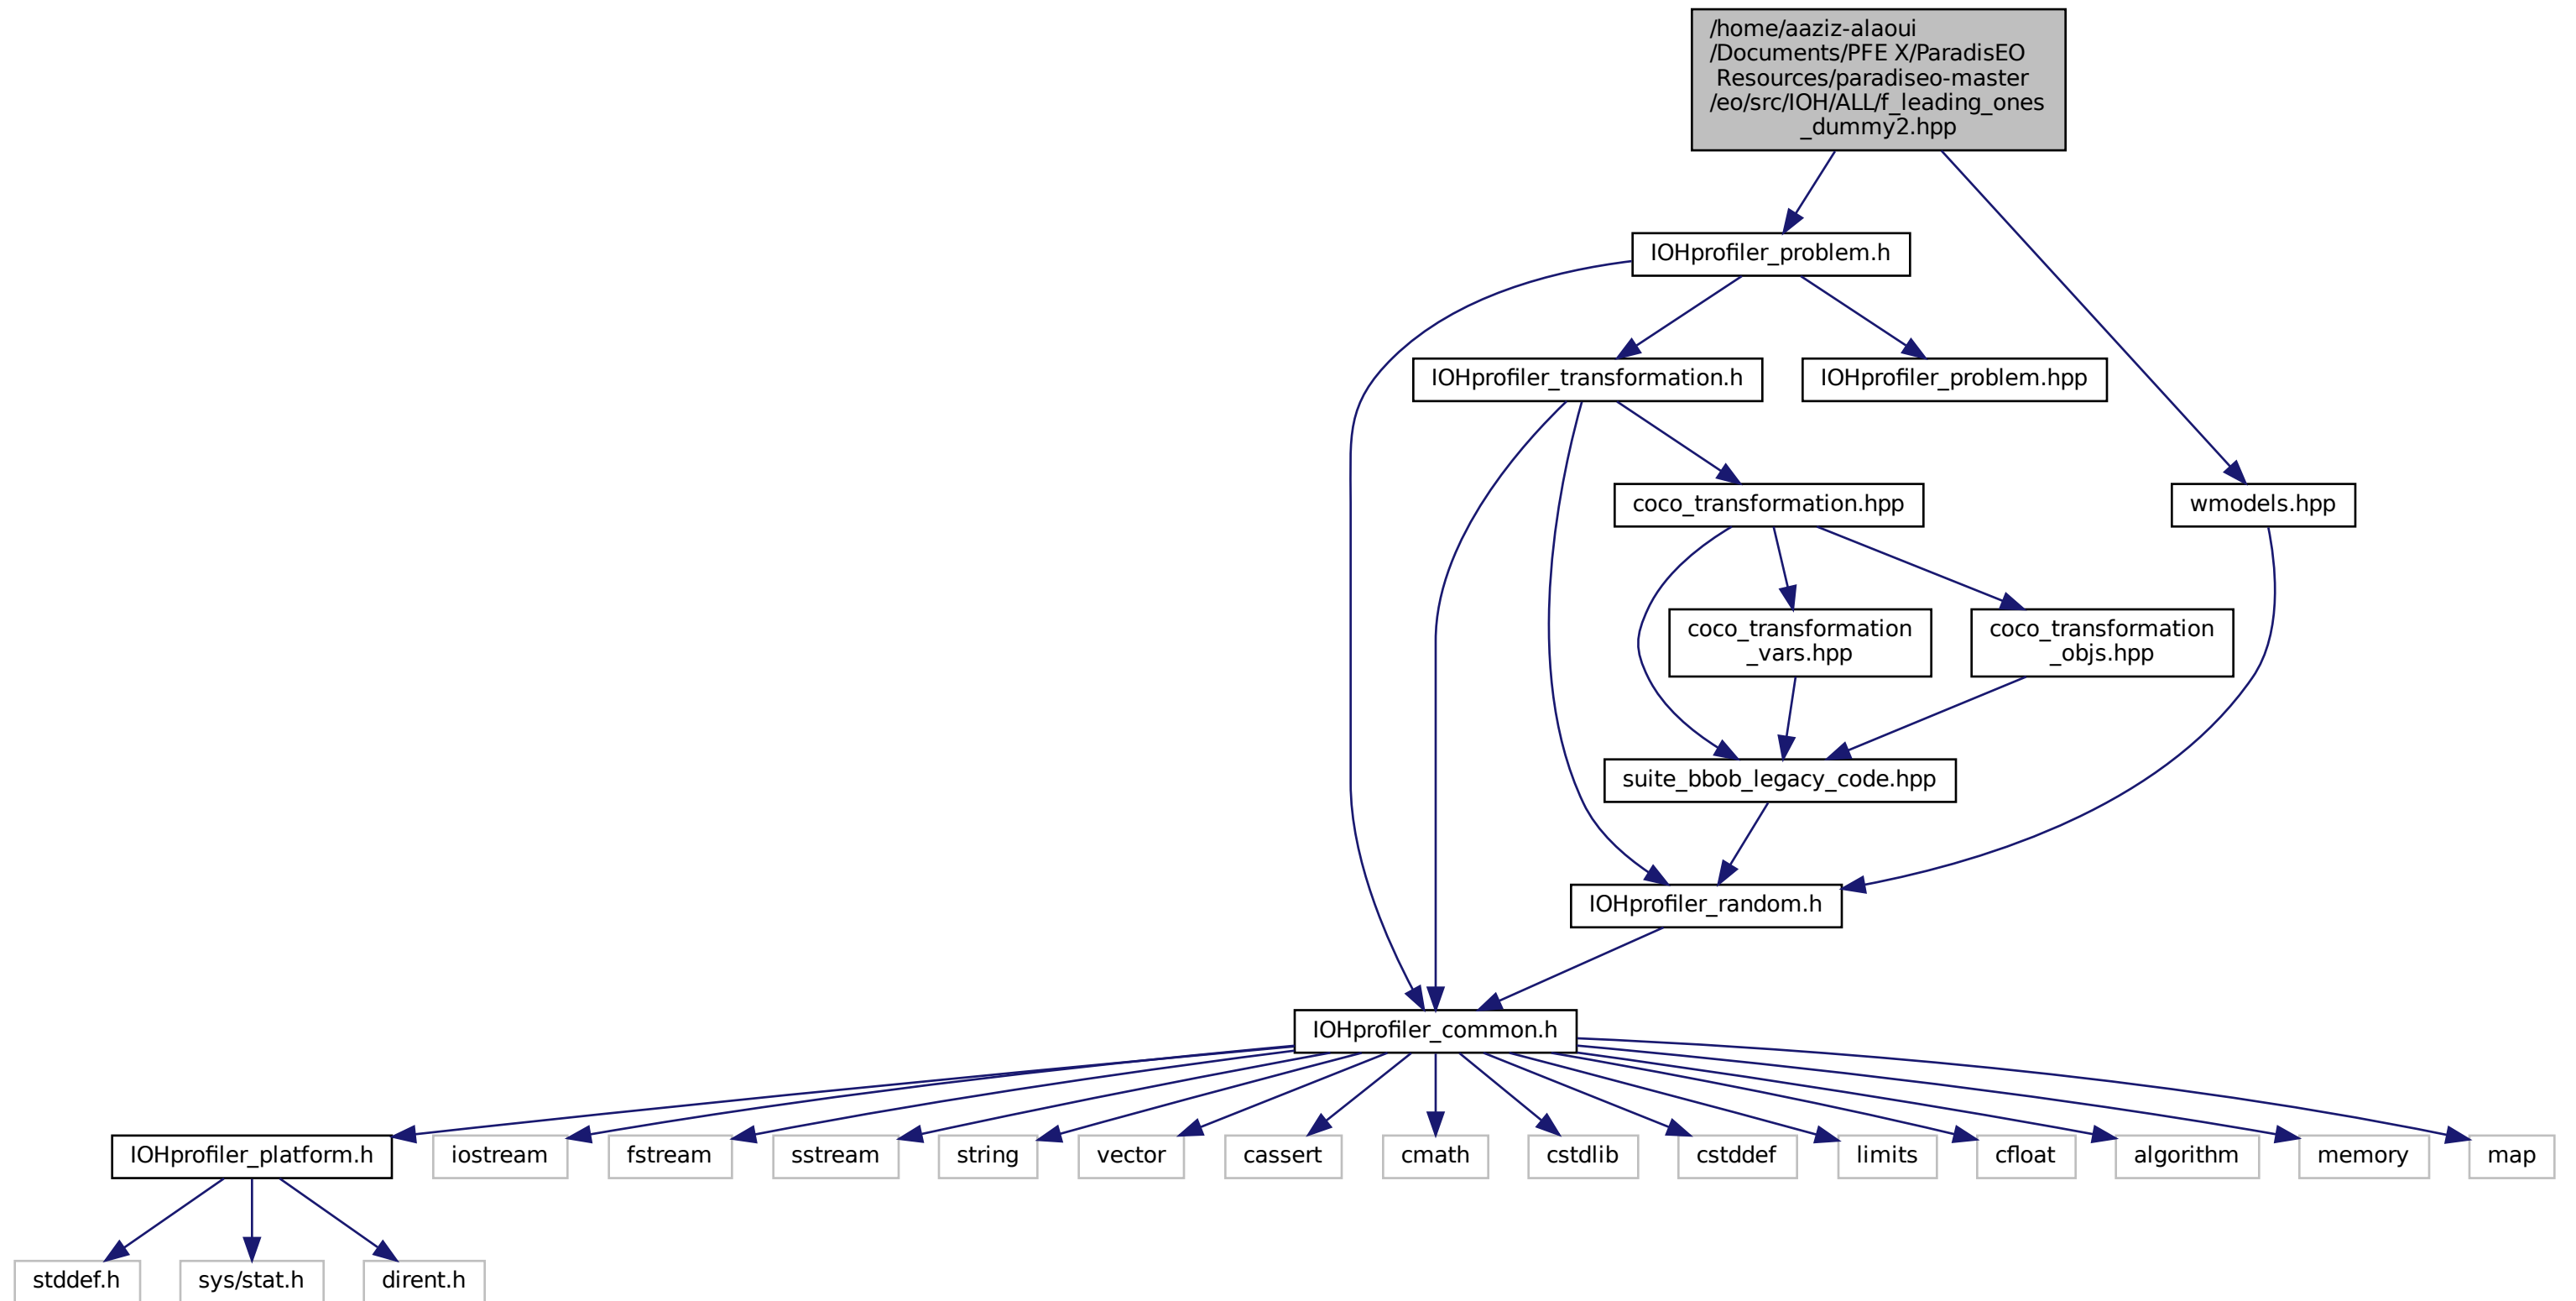 /home/aaziz-alaoui
/Documents/PFE X/ParadisEO
Resources/paradiseo-master
/eo/src/IOH/ALL/f_leading_ones
_dummy2.hpp
IOHprofiler_problem.h
IOHprofiler_transformation.h
IOHprofiler_problem.hpp
coco_transformation.hpp
wmodels.hpp
coco_transformation
_vars.hpp
coco_transformation
_objs.hpp
suite_bbob_legacy_code.hpp
IOHprofiler_random.h
IOHprofiler_common.h
IOHprofiler_platform.h
iostream
fstream
sstream
string
vector
cassert
cmath
cstdlib
cstddef
limits
cfloat
algorithm
memory
map
stddef.h
sys/stat.h
dirent.h